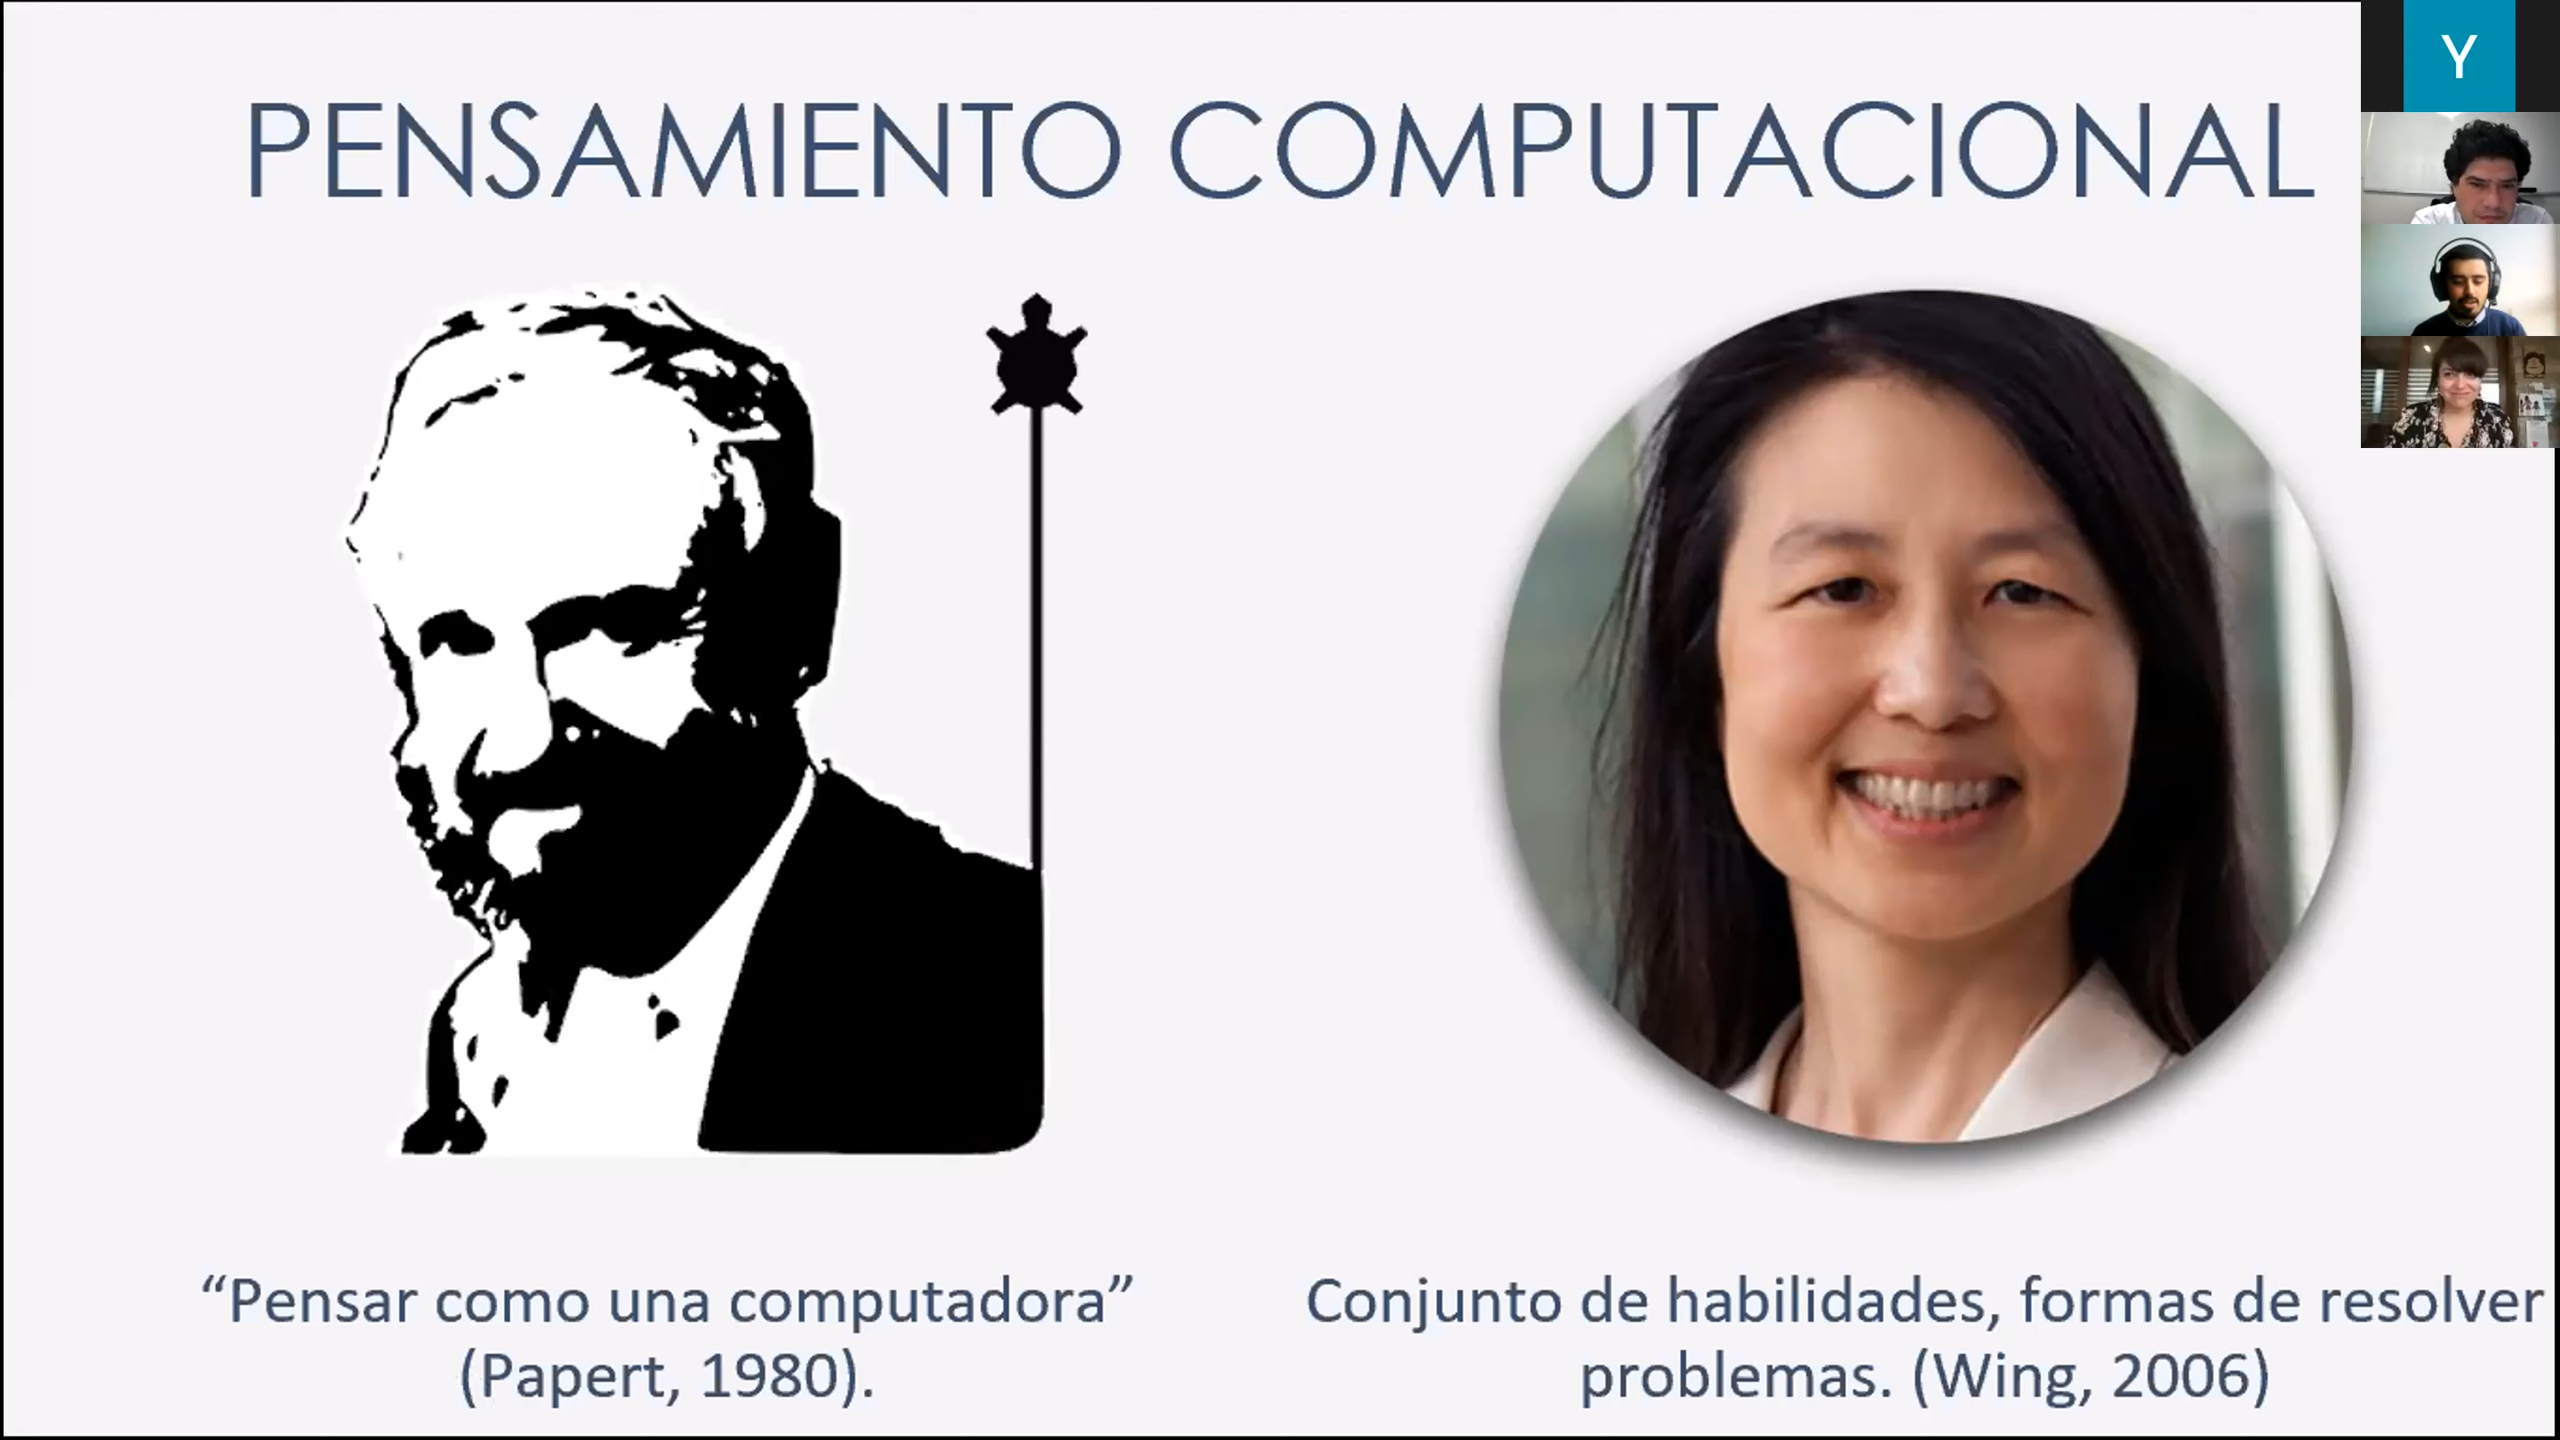 PENSAMIENTO COMPUTACIONAL
Y
“Pensar como una computadora”
(Papert, 1980).
Conjunto de habilidades, formas de resolver
problemas. (Wing, 2006)